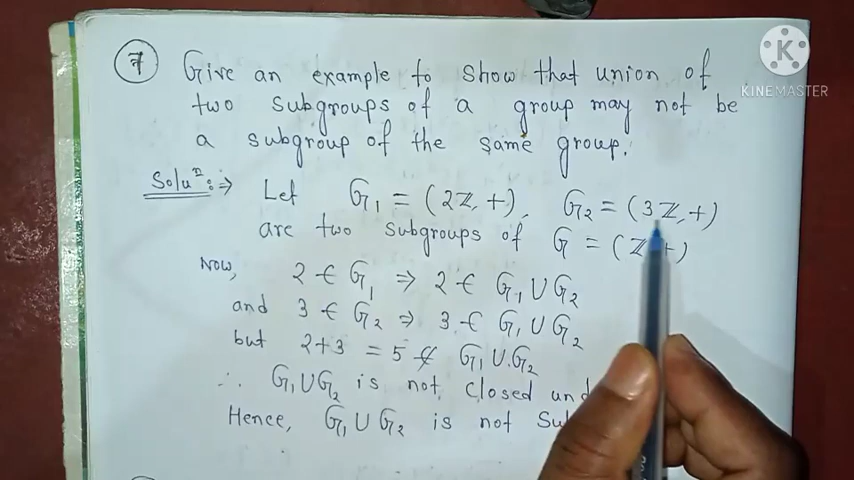 K
KINEMASTER
7 Give an example to show that union of
two subgroups of a group may not be
a subgroup of the same group.
Soluⁿ :⇒ Let G₁ = (2ℤ, +), G₂ = (3ℤ, +)
are two subgroups of G = (ℤ +)
Now, 2 ∈ G₁ ⇒ 2 ∈ G₁ ∪ G₂
and 3 ∈ G₂ ⇒ 3 ∈ G₁ ∪ G₂
but 2+3 = 5 ∉ G₁ ∪ G₂
∴ G₁∪G₂ is not closed
Hence, G₁ ∪ G₂ is not